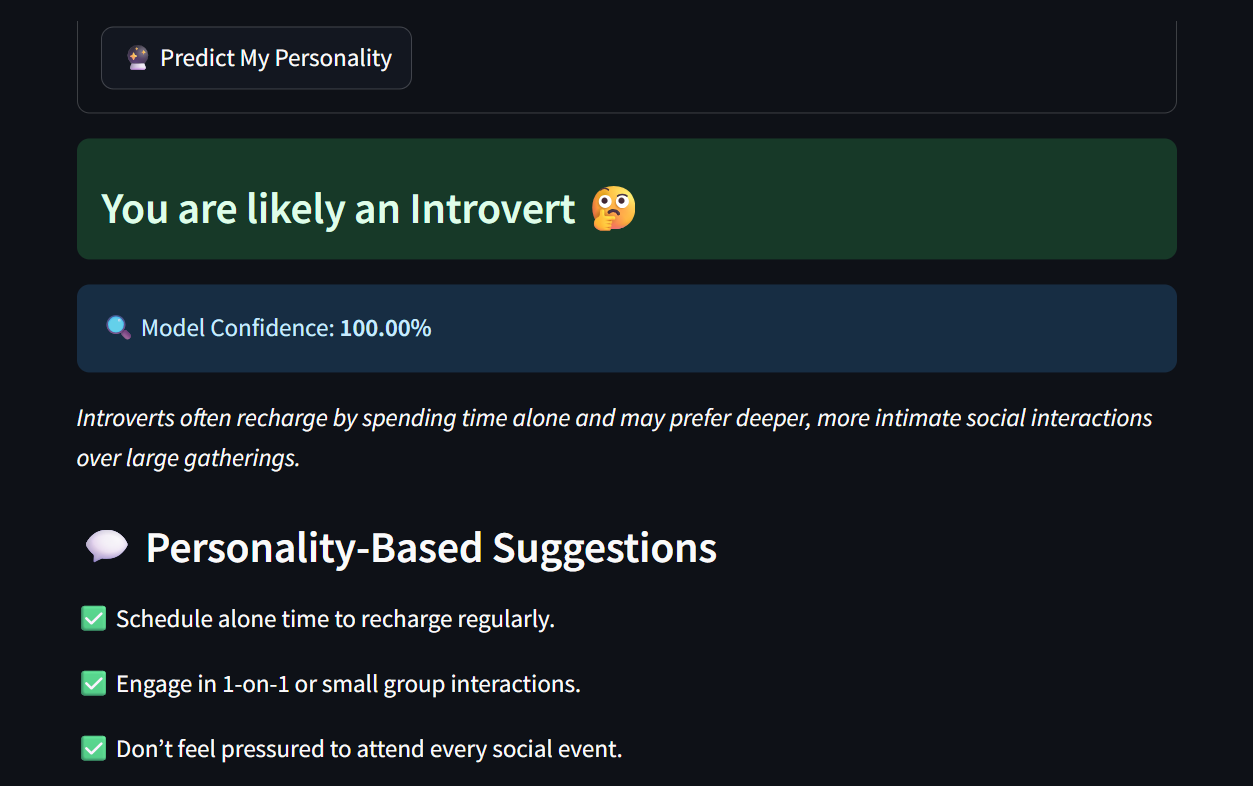 🔮 Predict My Personality
You are likely an Introvert 🤔
🔍 Model Confidence: 100.00%
Introverts often recharge by spending time alone and may prefer deeper, more intimate social interactions
over large gatherings.
💬 Personality-Based Suggestions
✅ Schedule alone time to recharge regularly.
✅ Engage in 1-on-1 or small group interactions.
✅ Don’t feel pressured to attend every social event.